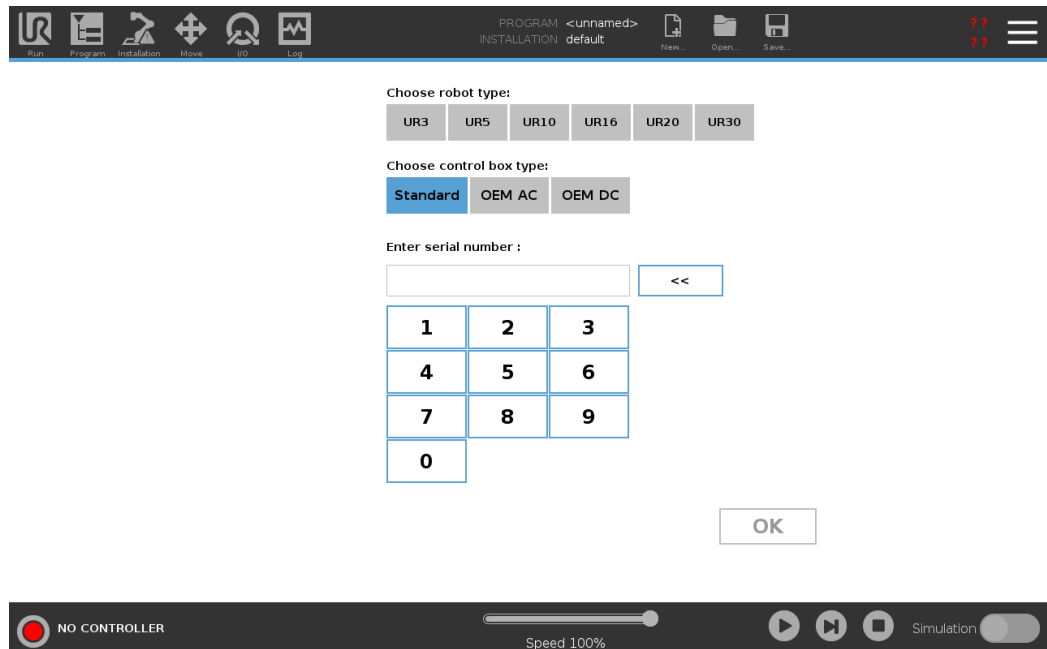 UR
PROGRAM <unnamed>
INSTALLATION default
Run Program Installation Move I/O Log New... Open... Save...
? ?
? ?
Choose robot type:
UR3 UR5 UR10 UR16 UR20 UR30
Choose control box type:
Standard OEM AC OEM DC
Enter serial number :
<<
1 2 3
4 5 6
7 8 9
0
OK
NO CONTROLLER
Speed 100%
Simulation